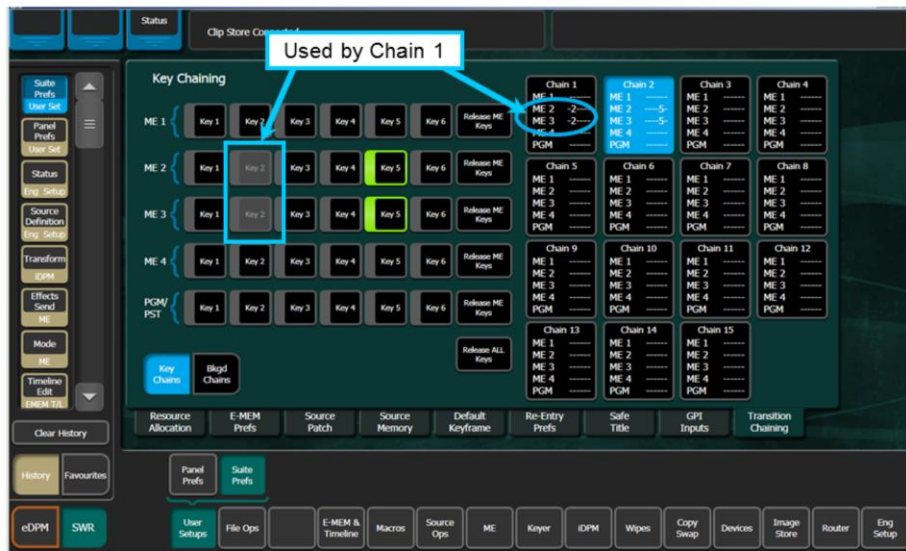 Status
Clip Store Con
Used by Chain 1
Suite Prefs
User Set
Panel Prefs
User Set
Status
Eng Setup
Source Definition
Eng Setup
Transform
iDPM
Effects Send
ME
Mode
ME
Timeline Edit
EMEM T/L
Clear History
History
Favourites
eDPM
SWR
Key Chaining
ME 1 { Key 1 Key 2 Key 3 Key 4 Key 5 Key 6 Release ME Keys
ME 2 { Key 1 Key 2 Key 3 Key 4 Key 5 Key 6 Release ME Keys
ME 3 { Key 1 Key 2 Key 3 Key 4 Key 5 Key 6 Release ME Keys
ME 4 { Key 1 Key 2 Key 3 Key 4 Key 5 Key 6 Release ME Keys
PGM/PST { Key 1 Key 2 Key 3 Key 4 Key 5 Key 6 Release ME Keys
Release ALL Keys
Key Chains
Bkgd Chains
Chain 1
ME 1 ------
ME 2 -2----
ME 3 -2----
ME 4 ------
PGM ------
Chain 2
ME 1 ------
ME 2 ----5-
ME 3 ----5-
ME 4 ------
PGM ------
Chain 3
ME 1 ------
ME 2 ------
ME 3 ------
ME 4 ------
PGM ------
Chain 4
ME 1 ------
ME 2 ------
ME 3 ------
ME 4 ------
PGM ------
Chain 5
ME 1 ------
ME 2 ------
ME 3 ------
ME 4 ------
PGM ------
Chain 6
ME 1 ------
ME 2 ------
ME 3 ------
ME 4 ------
PGM ------
Chain 7
ME 1 ------
ME 2 ------
ME 3 ------
ME 4 ------
PGM ------
Chain 8
ME 1 ------
ME 2 ------
ME 3 ------
ME 4 ------
PGM ------
Chain 9
ME 1 ------
ME 2 ------
ME 3 ------
ME 4 ------
PGM ------
Chain 10
ME 1 ------
ME 2 ------
ME 3 ------
ME 4 ------
PGM ------
Chain 11
ME 1 ------
ME 2 ------
ME 3 ------
ME 4 ------
PGM ------
Chain 12
ME 1 ------
ME 2 ------
ME 3 ------
ME 4 ------
PGM ------
Chain 13
ME 1 ------
ME 2 ------
ME 3 ------
ME 4 ------
PGM ------
Chain 14
ME 1 ------
ME 2 ------
ME 3 ------
ME 4 ------
PGM ------
Chain 15
ME 1 ------
ME 2 ------
ME 3 ------
ME 4 ------
PGM ------
Resource Allocation
E-MEM Prefs
Source Patch
Source Memory
Default Keyframe
Re-Entry Prefs
Safe Title
GPI Inputs
Transition Chaining
Panel Prefs
Suite Prefs
User Setups
File Ops
E-MEM & Timeline
Macros
Source Ops
ME
Keyer
iDPM
Wipes
Copy Swap
Devices
Image Store
Router
Eng Setup